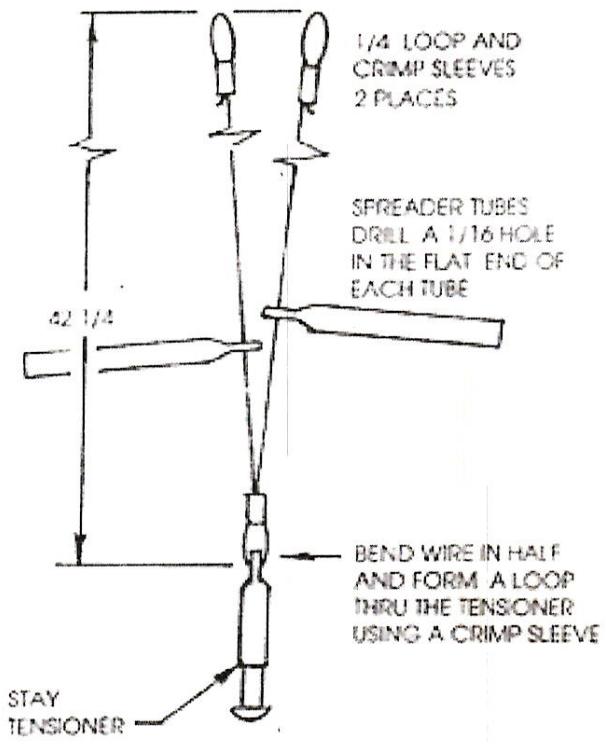 1/4 LOOP AND
CRIMP SLEEVES
2 PLACES
SPREADER TUBES
DRILL A 1/16 HOLE
IN THE FLAT END OF
EACH TUBE
42 1/4
BEND WIRE IN HALF
AND FORM A LOOP
THRU THE TENSIONER
USING A CRIMP SLEEVE
STAY
TENSIONER